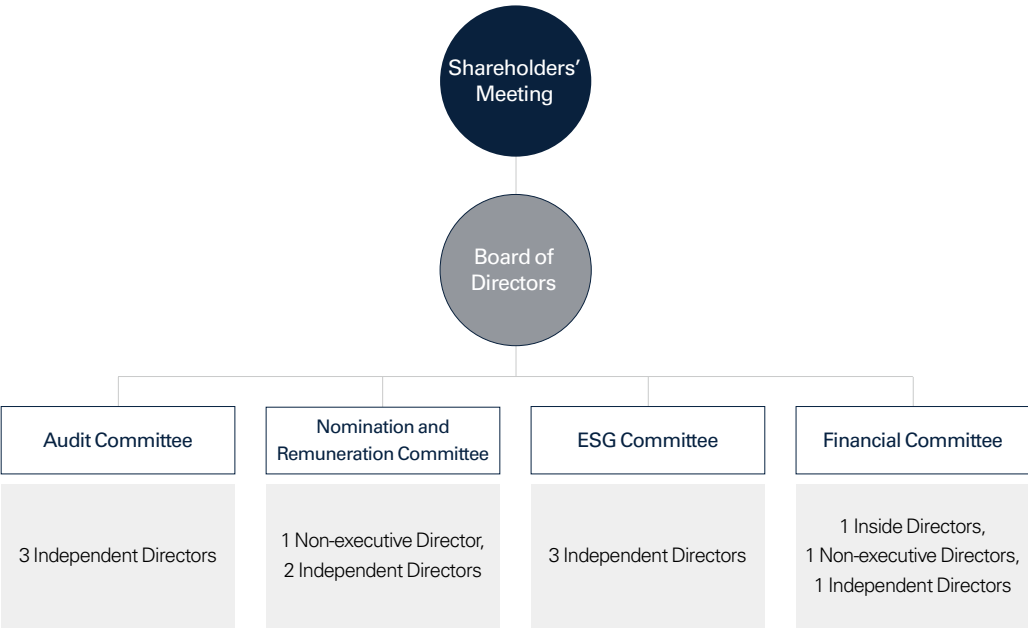 Shareholders'
Meeting
Board of
Directors
Audit Committee
Nomination and
Remuneration Committee
ESG Committee
Financial Committee
3 Independent Directors
1 Non-executive Director,
2 Independent Directors
3 Independent Directors
1 Inside Directors,
1 Non-executive Directors,
1 Independent Directors